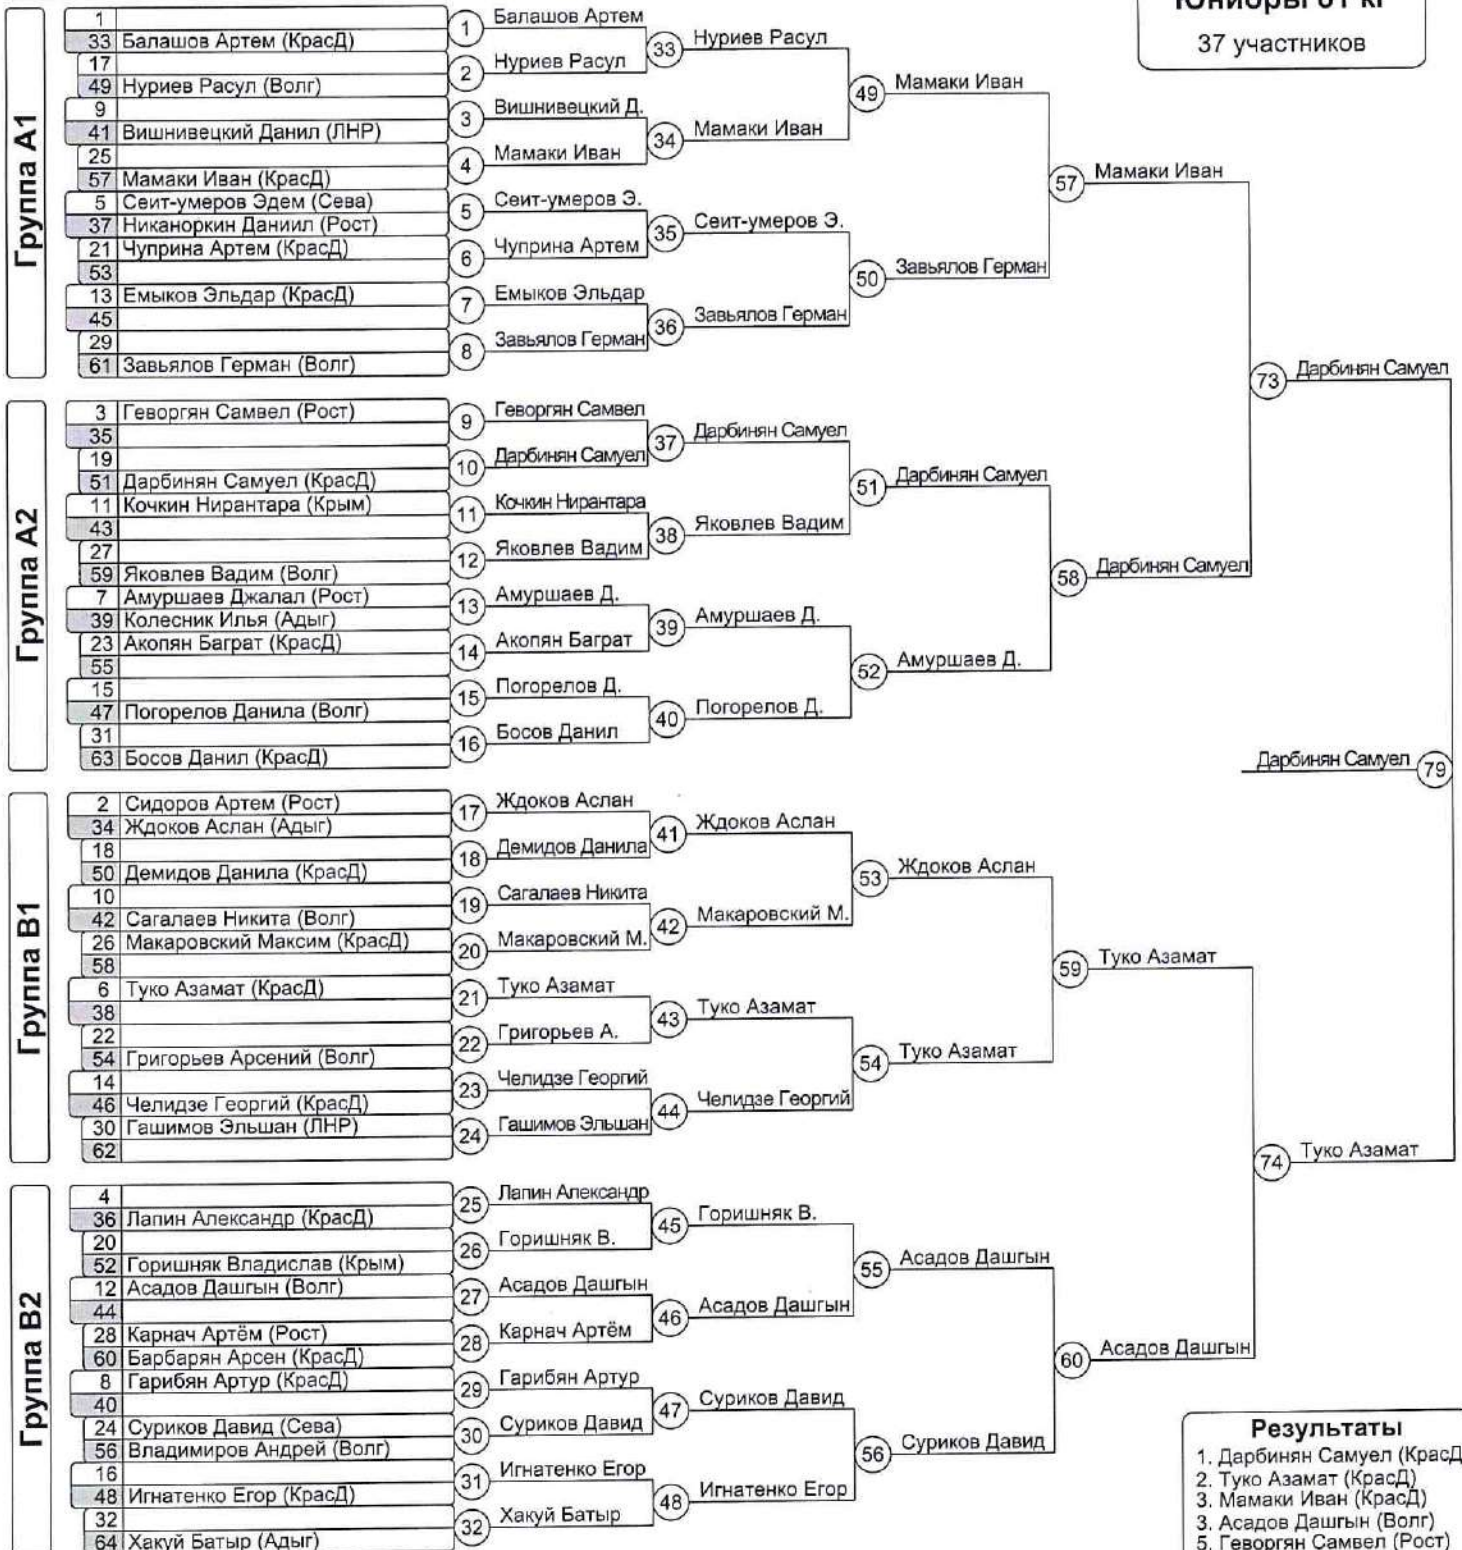 Юниоры 81 кг
37 участников
Группа A1
1
33 Балашов Артем (КрасД)
17
49 Нуриев Расул (Волг)
9
41 Вишнивецкий Данил (ЛНР)
25
57 Мамаки Иван (КрасД)
5 Сеит-умеров Эдем (Сева)
37 Никаноркин Даниил (Рост)
21 Чуприна Артем (КрасД)
53
13 Емыков Эльдар (КрасД)
45
29
61 Завьялов Герман (Волг)
1 Балашов Артем
2 Нуриев Расул
3 Вишнивецкий Д.
4 Мамаки Иван
5 Сеит-умеров Э.
6 Чуприна Артем
7 Емыков Эльдар
8 Завьялов Герман
33 Нуриев Расул
34 Мамаки Иван
35 Сеит-умеров Э.
36 Завьялов Герман
49 Мамаки Иван
50 Завьялов Герман
57 Мамаки Иван
Группа A2
3 Геворгян Самвел (Рост)
35
19
51 Дарбинян Самуел (КрасД)
11 Кочкин Нирантара (Крым)
43
27
59 Яковлев Вадим (Волг)
7 Амуршаев Джалал (Рост)
39 Колесник Илья (Адыг)
23 Акопян Баграт (КрасД)
55
15
47 Погорелов Данила (Волг)
31
63 Босов Данил (КрасД)
9 Геворгян Самвел
10 Дарбинян Самуел
11 Кочкин Нирантара
12 Яковлев Вадим
13 Амуршаев Д.
14 Акопян Баграт
15 Погорелов Д.
16 Босов Данил
37 Дарбинян Самуел
38 Яковлев Вадим
39 Амуршаев Д.
40 Погорелов Д.
51 Дарбинян Самуел
52 Амуршаев Д.
58 Дарбинян Самуел
73 Дарбинян Самуел
Дарбинян Самуел 79
Группа B1
2 Сидоров Артем (Рост)
34 Ждоков Аслан (Адыг)
18
50 Демидов Данила (КрасД)
10
42 Сагалаев Никита (Волг)
26 Макаровский Максим (КрасД)
58
6 Туко Азамат (КрасД)
38
22
54 Григорьев Арсений (Волг)
14
46 Челидзе Георгий (КрасД)
30 Гашимов Эльшан (ЛНР)
62
17 Ждоков Аслан
18 Демидов Данила
19 Сагалаев Никита
20 Макаровский М.
21 Туко Азамат
22 Григорьев А.
23 Челидзе Георгий
24 Гашимов Эльшан
41 Ждоков Аслан
42 Макаровский М.
43 Туко Азамат
44 Челидзе Георгий
53 Ждоков Аслан
54 Туко Азамат
59 Туко Азамат
74 Туко Азамат
Группа B2
4
36 Лапин Александр (КрасД)
20
52 Горишняк Владислав (Крым)
12 Асадов Дашгын (Волг)
44
28 Карнач Артём (Рост)
60 Барбарян Арсен (КрасД)
8 Гарибян Артур (КрасД)
40
24 Суриков Давид (Сева)
56 Владимиров Андрей (Волг)
16
48 Игнатенко Егор (КрасД)
32
64 Хакуй Батыр (Адыг)
25 Лапин Александр
26 Горишняк В.
27 Асадов Дашгын
28 Карнач Артём
29 Гарибян Артур
30 Суриков Давид
31 Игнатенко Егор
32 Хакуй Батыр
45 Горишняк В.
46 Асадов Дашгын
47 Суриков Давид
48 Игнатенко Егор
55 Асадов Дашгын
56 Суриков Давид
60 Асадов Дашгын
Результаты
1. Дарбинян Самуел (КрасД
2. Туко Азамат (КрасД)
3. Мамаки Иван (КрасД)
3. Асадов Дашгын (Волг)
5. Геворгян Самвел (Рост)